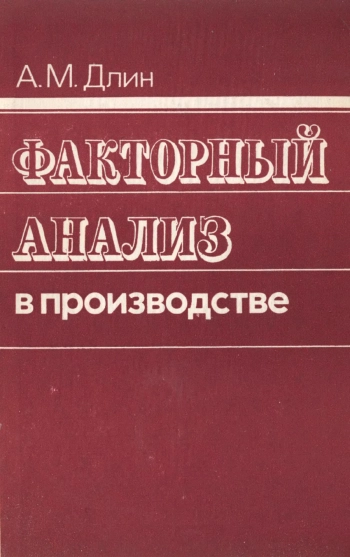 А. М. Длин
ФАКТОРНЫЙ
АНАЛИЗ
в производстве